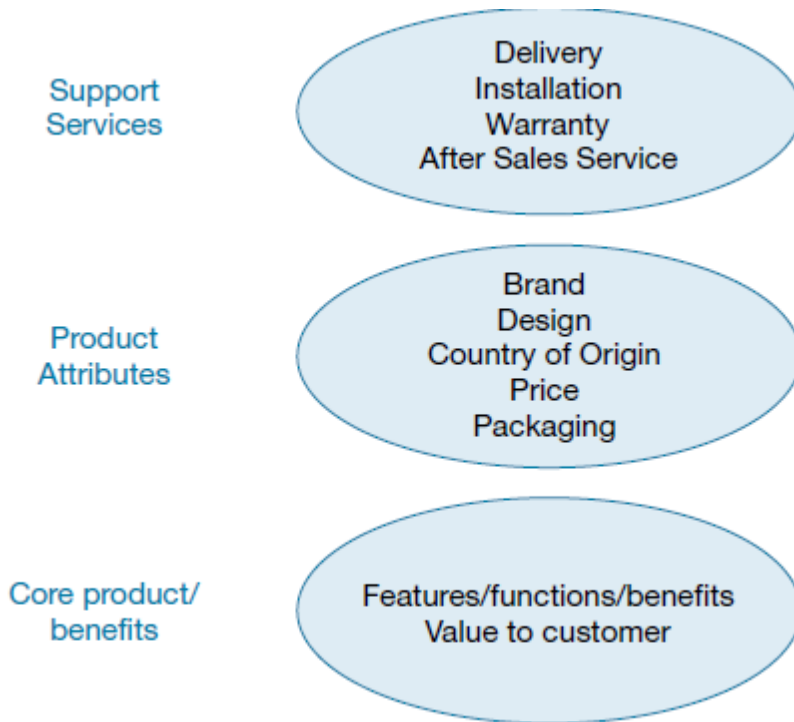 Support
Services
Delivery
Installation
Warranty
After Sales Service
Product
Attributes
Brand
Design
Country of Origin
Price
Packaging
Core product/
benefits
Features/functions/benefits
Value to customer